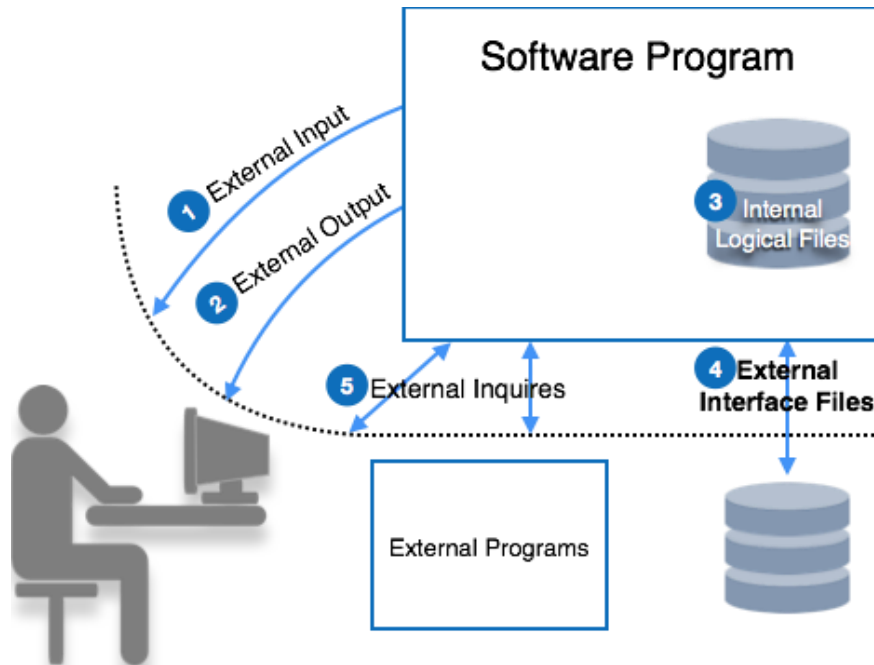 Software Program
1 External Input
2 External Output
3 Internal
Logical Files
4 External
Interface Files
5 External Inquires
External Programs